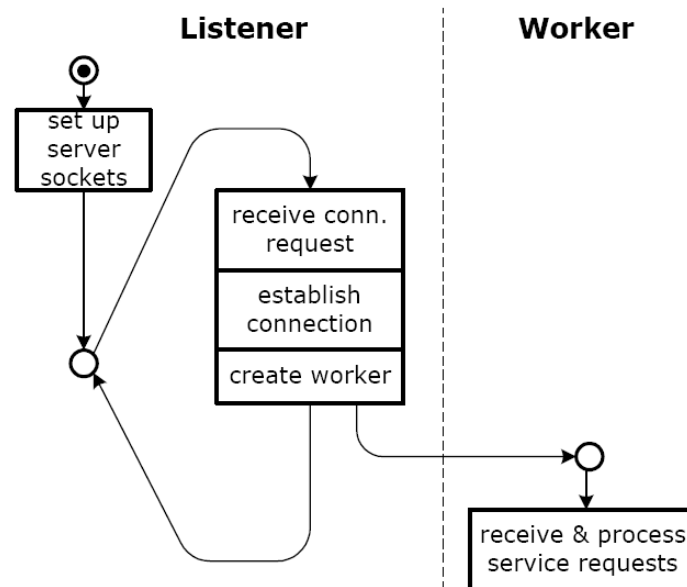 Listener
Worker
set up
server
sockets
receive conn.
request
establish
connection
create worker
receive & process
service requests